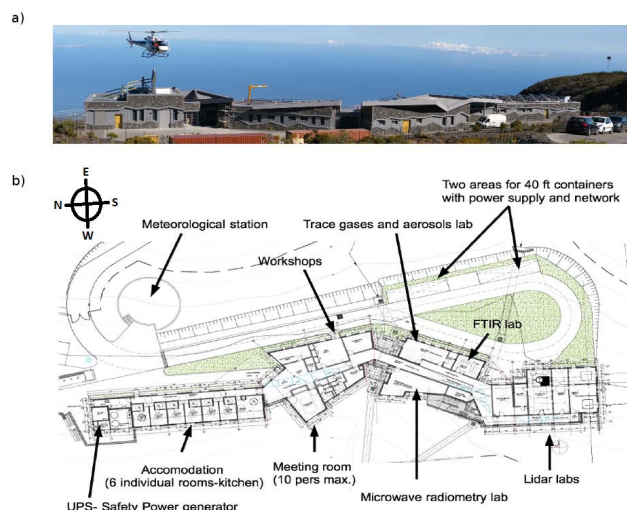 a)
b)
E
N
S
W
Two areas for 40 ft containers
with power supply and network
Meteorological station
Trace gases and aerosols lab
Workshops
FTIR lab
Accomodation
(6 individual rooms-kitchen)
Meeting room
(10 pers max.)
Lidar labs
Microwave radiometry lab
UPS- Safety Power generator